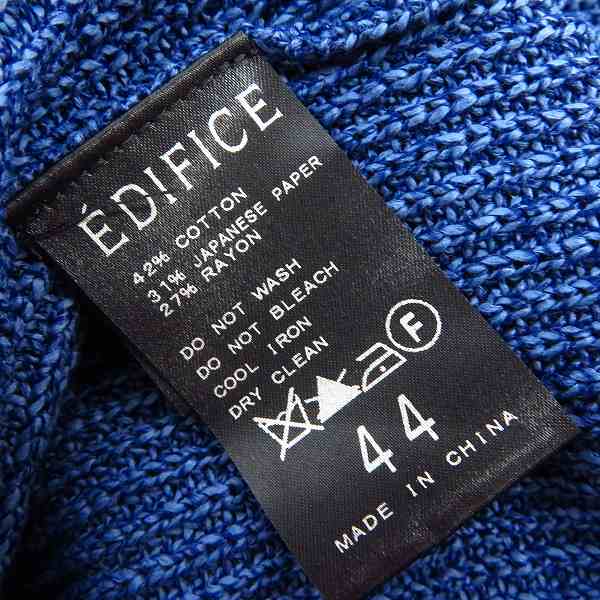 ÉDIFICE
42% COTTON
31% JAPANESE PAPER
27% RAYON
DO NOT WASH
DO NOT BLEACH
COOL IRON
DRY CLEAN
F
44
MADE IN CHINA